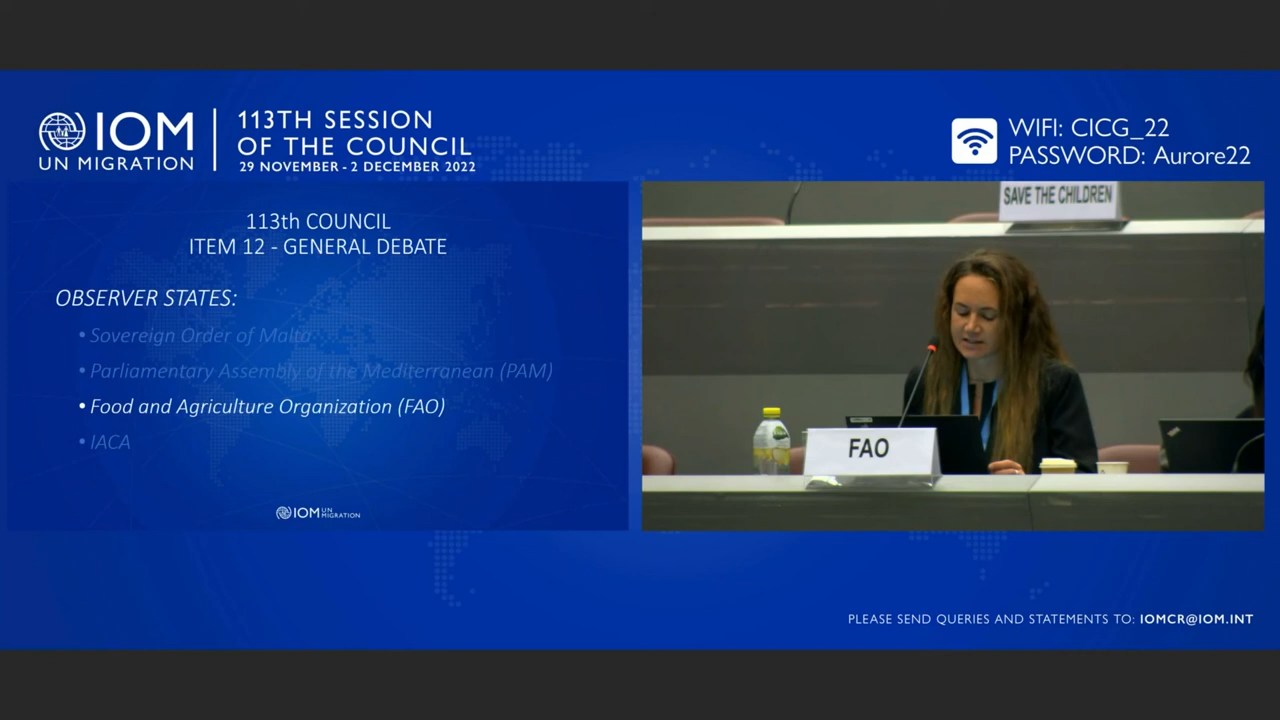 IOM
UN MIGRATION
113TH SESSION
OF THE COUNCIL
29 NOVEMBER - 2 DECEMBER 2022
WIFI: CICG_22
PASSWORD: Aurore22
113th COUNCIL
ITEM 12 - GENERAL DEBATE
OBSERVER STATES:
• Sovereign Order of Malta
• Parliamentary Assembly of the Mediterranean (PAM)
• Food and Agriculture Organization (FAO)
• IACA
IOM UN MIGRATION
SAVE THE CHILDREN
FAO
PLEASE SEND QUERIES AND STATEMENTS TO: IOMCR@IOM.INT